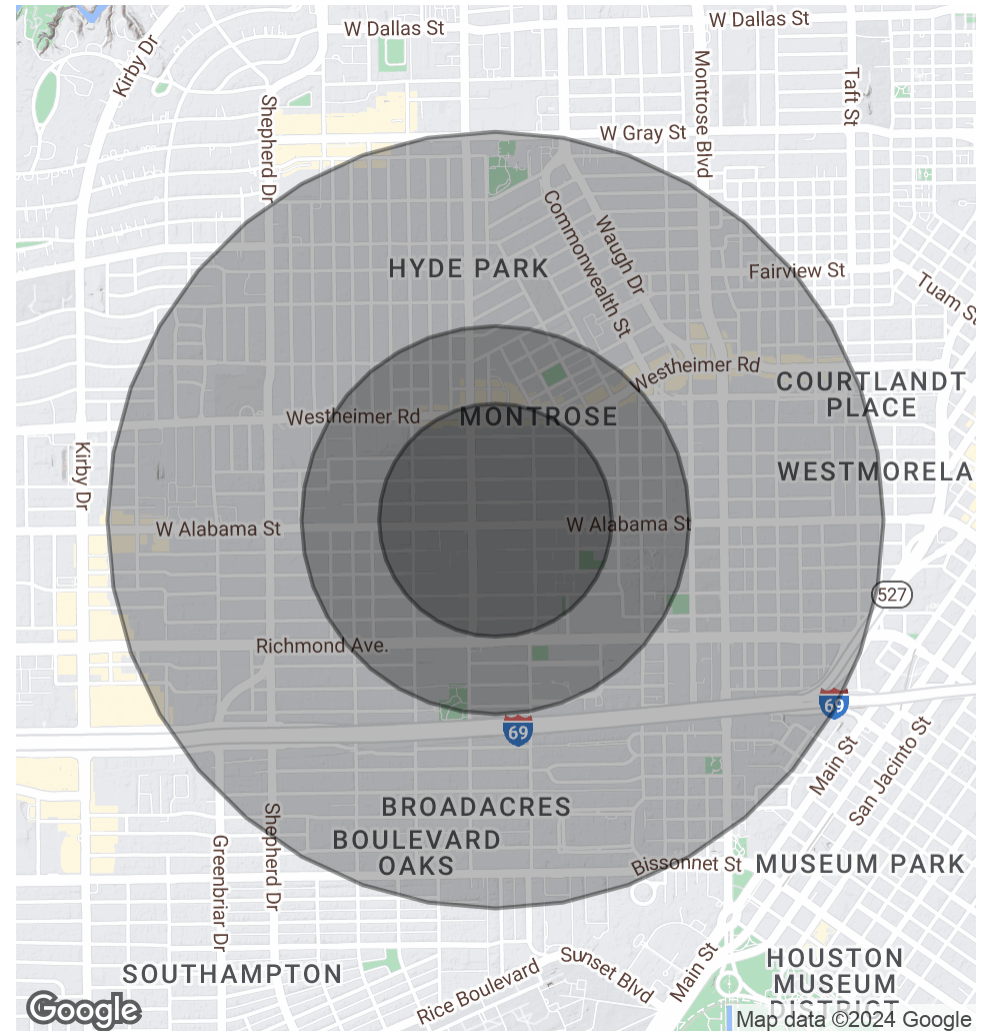 W Dallas St
W Dallas St
Kirby Dr
Montrose Blvd
Taft St
Shepherd Dr
W Gray St
Commonwealth St
Waugh Dr
HYDE PARK
Fairview St
Tuam St
Westheimer Rd
COURTLANDT
PLACE
Westheimer Rd
MONTROSE
Kirby Dr
WESTMORELA
W Alabama St
W Alabama St
527
Richmond Ave.
69
69
Main St
San Jacinto St
BROADACRES
Shepherd Dr
BOULEVARD
OAKS
Greenbriar Dr
Bissonnet St
MUSEUM PARK
SOUTHAMPTON
Rice Boulevard
Sunset Blvd
Main St
HOUSTON
MUSEUM
DISTRICT
Google
Map data ©2024 Google